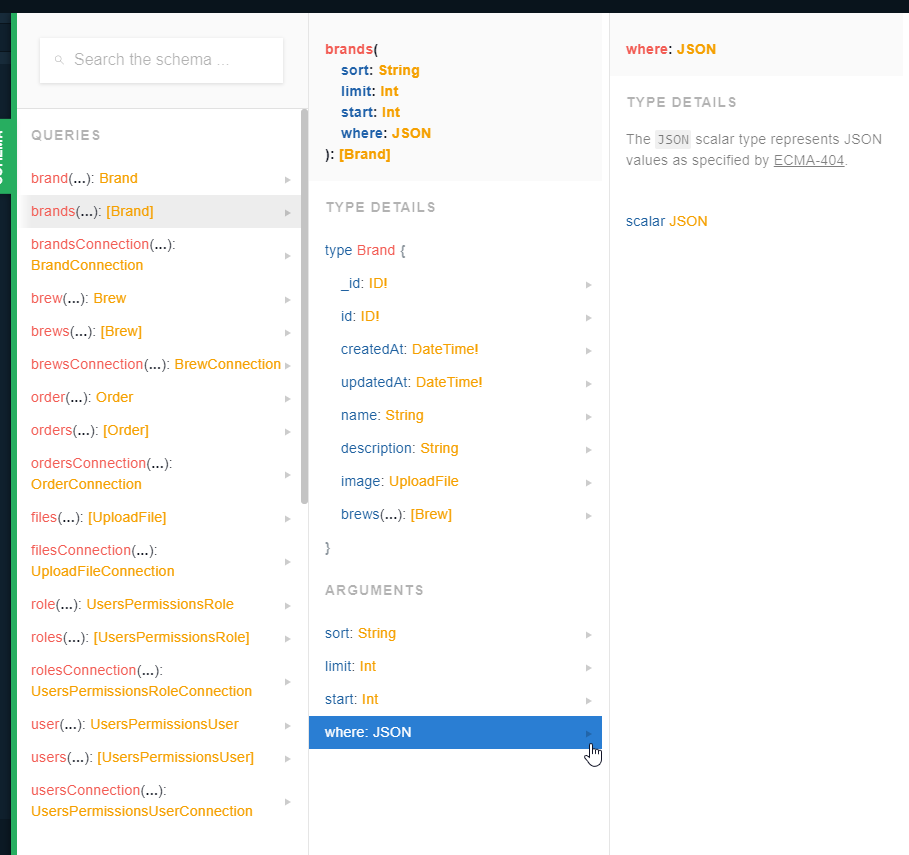 Search the schema ...
QUERIES
brand(...): Brand
brands(...): [Brand]
brandsConnection(...):
BrandConnection
brew(...): Brew
brews(...): [Brew]
brewsConnection(...): BrewConnection
order(...): Order
orders(...): [Order]
ordersConnection(...):
OrderConnection
files(...): [UploadFile]
filesConnection(...):
UploadFileConnection
role(...): UsersPermissionsRole
roles(...): [UsersPermissionsRole]
rolesConnection(...):
UsersPermissionsRoleConnection
user(...): UsersPermissionsUser
users(...): [UsersPermissionsUser]
usersConnection(...):
UsersPermissionsUserConnection
brands(
sort: String
limit: Int
start: Int
where: JSON
): [Brand]
TYPE DETAILS
type Brand {
_id: ID!
id: ID!
createdAt: DateTime!
updatedAt: DateTime!
name: String
description: String
image: UploadFile
brews(...): [Brew]
}
ARGUMENTS
sort: String
limit: Int
start: Int
where: JSON
where: JSON
TYPE DETAILS
The JSON scalar type represents JSON
values as specified by ECMA-404.
scalar JSON